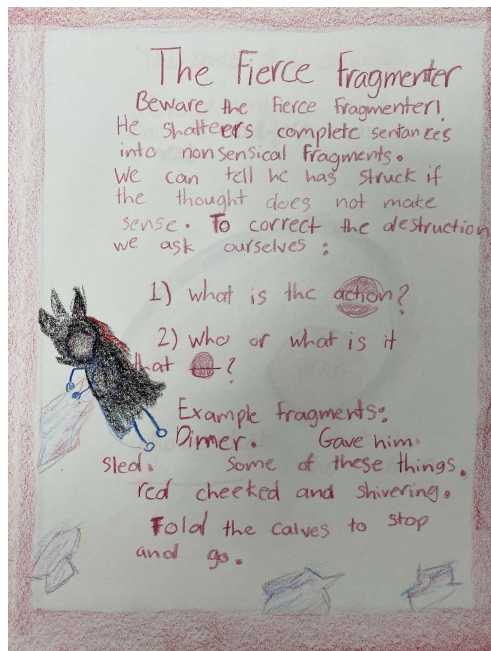 The Fierce Fragmenter
Beware the Fierce Fragmenter!
He shatteers complete sentances
into nonsensical fragments.
We can tell he has struck if
the thought does not make
sense. To correct the destruction
we ask ourselves:
1) what is the action?
2) who or what is it
that ?
Example fragments:
Dinner. Gave him
sled. Some of these things.
red cheeked and shivering.
Told the calves to stop
and go.